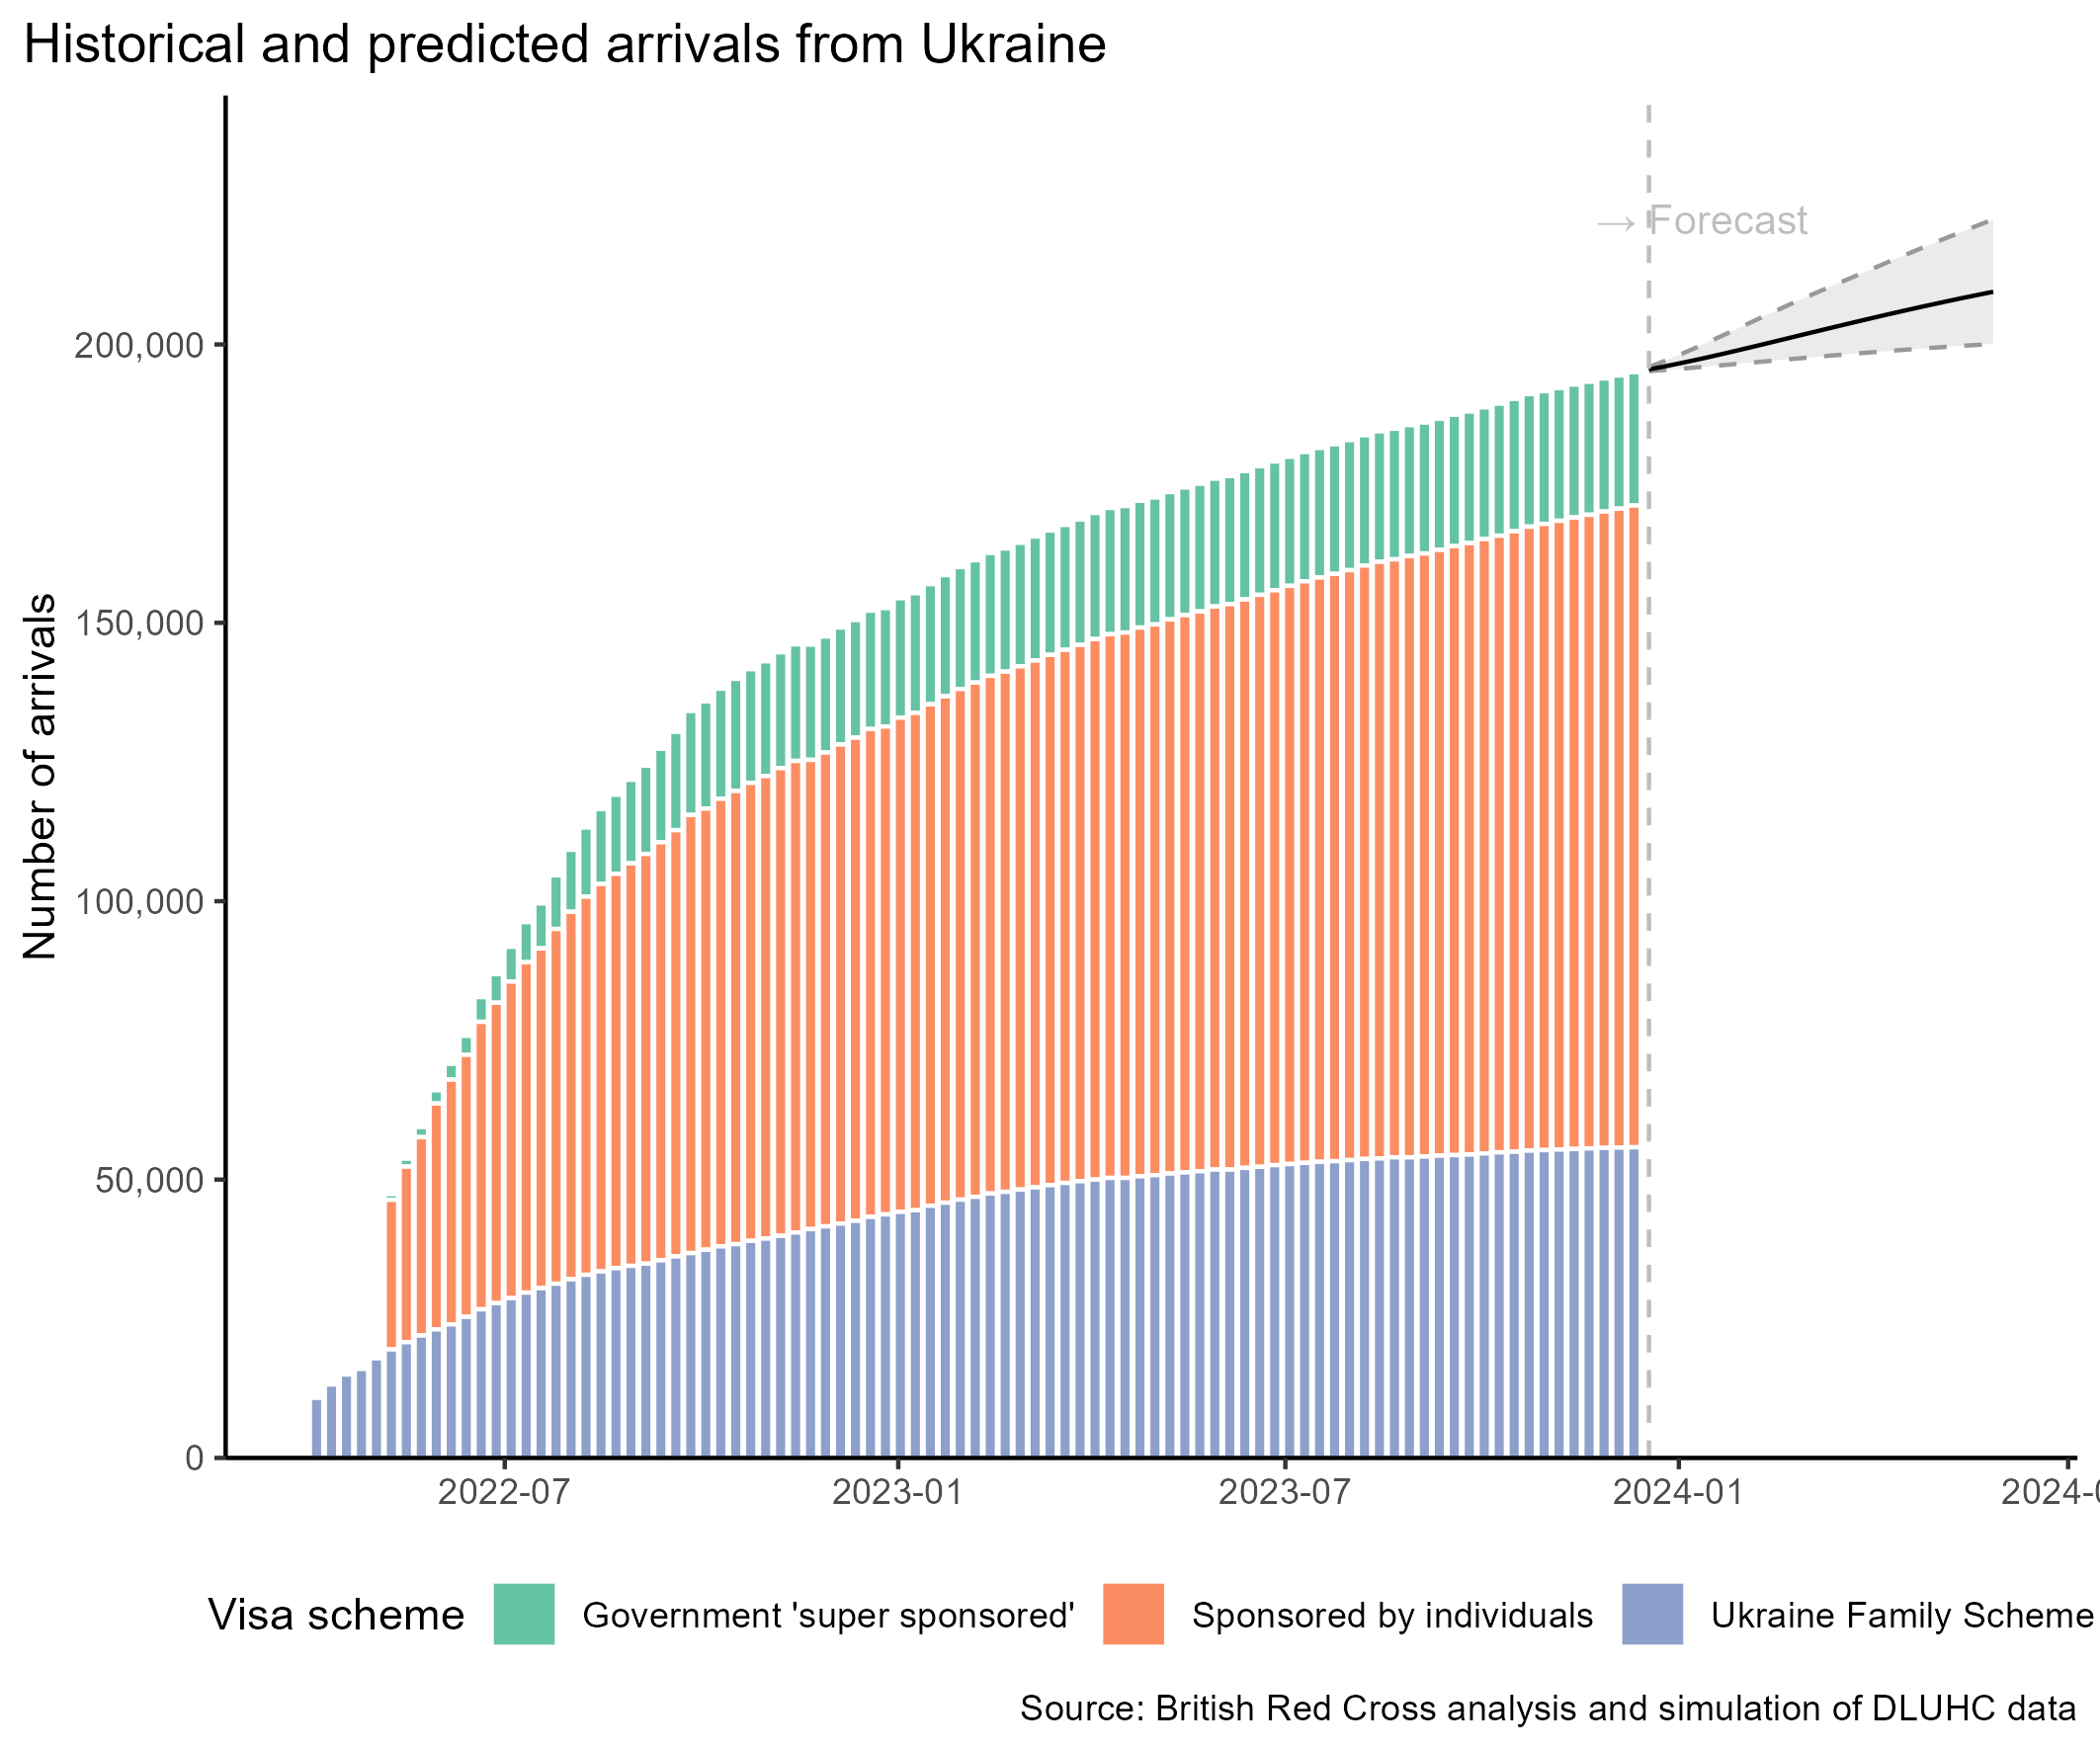 Historical and predicted arrivals from Ukraine
→ Forecast
Number of arrivals
200,000
150,000
100,000
50,000
0
2022-07 2023-01 2023-07 2024-01 2024-0
Visa scheme Government 'super sponsored' Sponsored by individuals Ukraine Family Scheme
Source: British Red Cross analysis and simulation of DLUHC data